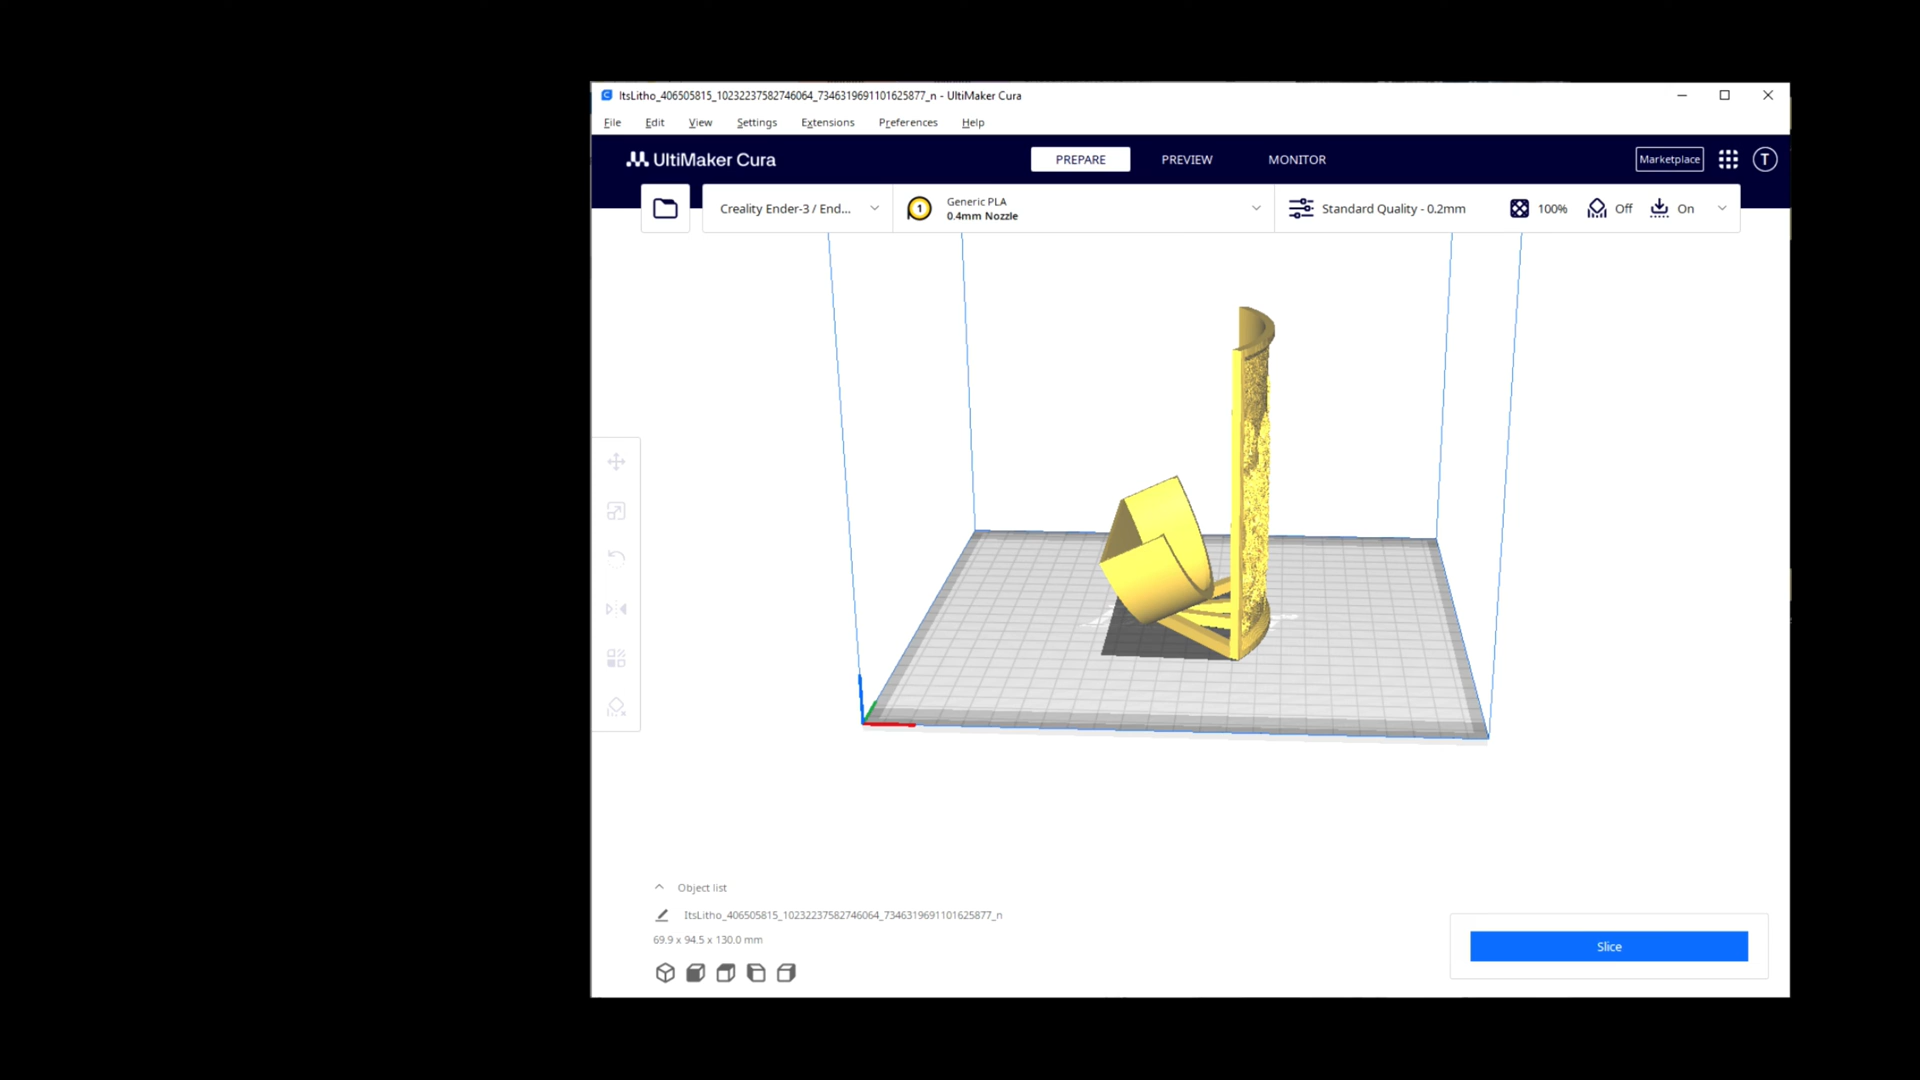 ItsLitho_406505815_10232237582746064_7346319691101625877_n - UltiMaker Cura
File Edit View Settings Extensions Preferences Help
UltiMaker Cura PREPARE PREVIEW MONITOR Marketplace T
Creality Ender-3 / End... 1 Generic PLA Standard Quality - 0.2mm 100% Off On
0.4mm Nozzle
Object list
ItsLitho_406505815_10232237582746064_7346319691101625877_n
69.9 x 94.5 x 130.0 mm
Slice